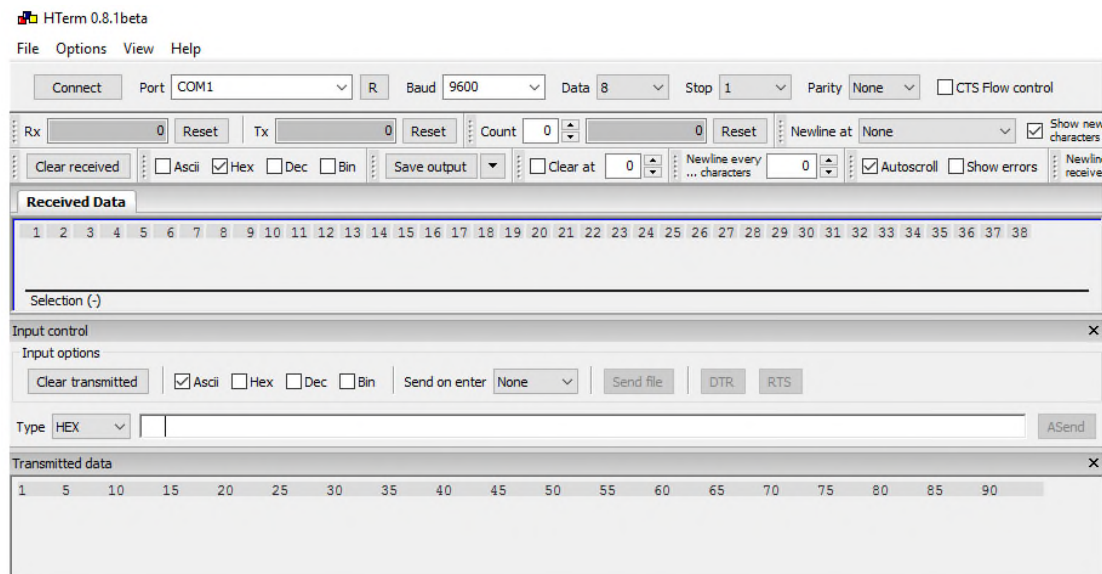 HTerm 0.8.1beta
File Options View Help
Connect Port COM1 R Baud 9600 Data 8 Stop 1 Parity None CTS Flow control
Rx 0 Reset Tx 0 Reset Count 0 0 Reset Newline at None Show new
characters
Clear received Ascii Hex Dec Bin Save output Clear at 0 Newline every
... characters 0 Autoscroll Show errors Newlin
receive
Received Data
1 2 3 4 5 6 7 8 9 10 11 12 13 14 15 16 17 18 19 20 21 22 23 24 25 26 27 28 29 30 31 32 33 34 35 36 37 38
Selection (-)
Input control
Input options
Clear transmitted Ascii Hex Dec Bin Send on enter None Send file DTR RTS
Type HEX ASend
Transmitted data
1 5 10 15 20 25 30 35 40 45 50 55 60 65 70 75 80 85 90